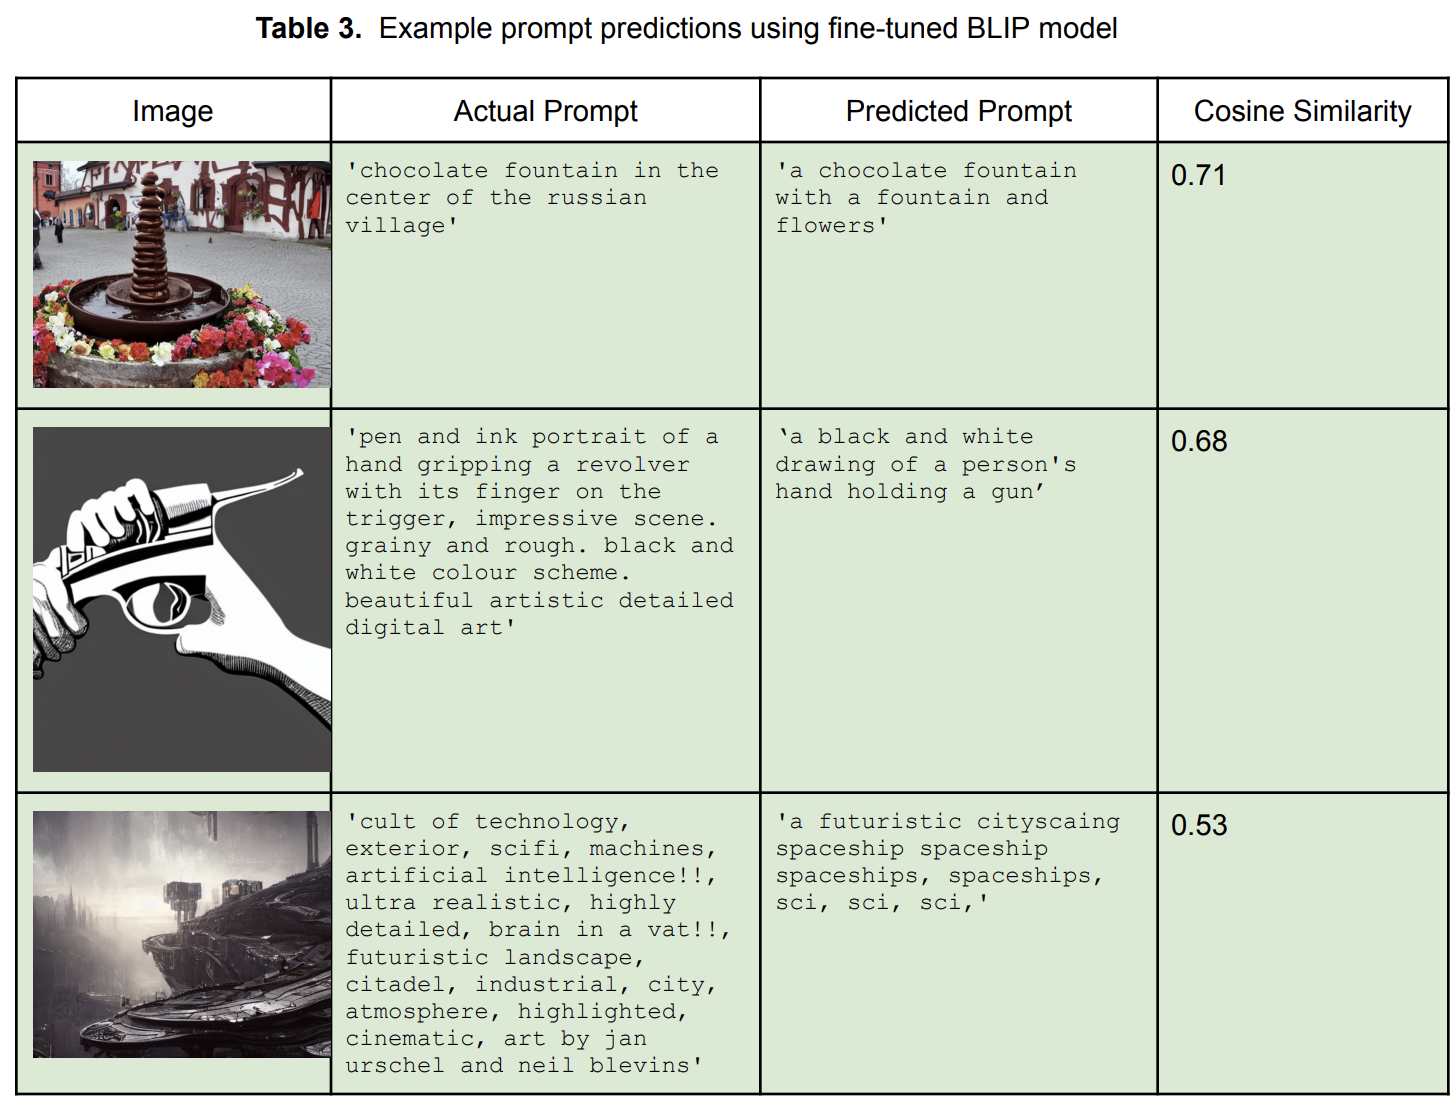 Table 3. Example prompt predictions using fine-tuned BLIP model
Image
Actual Prompt
Predicted Prompt
Cosine Similarity
'chocolate fountain in the
center of the russian
village'
'a chocolate fountain
with a fountain and
flowers'
0.71
'pen and ink portrait of a
hand gripping a revolver
with its finger on the
trigger, impressive scene.
grainy and rough. black and
white colour scheme.
beautiful artistic detailed
digital art'
‘a black and white
drawing of a person's
hand holding a gun’
0.68
'cult of technology,
exterior, scifi, machines,
artificial intelligence!!,
ultra realistic, highly
detailed, brain in a vat!!,
futuristic landscape,
citadel, industrial, city,
atmosphere, highlighted,
cinematic, art by jan
urschel and neil blevins'
'a futuristic cityscaing
spaceship spaceship
spaceships, spaceships,
sci, sci, sci,'
0.53